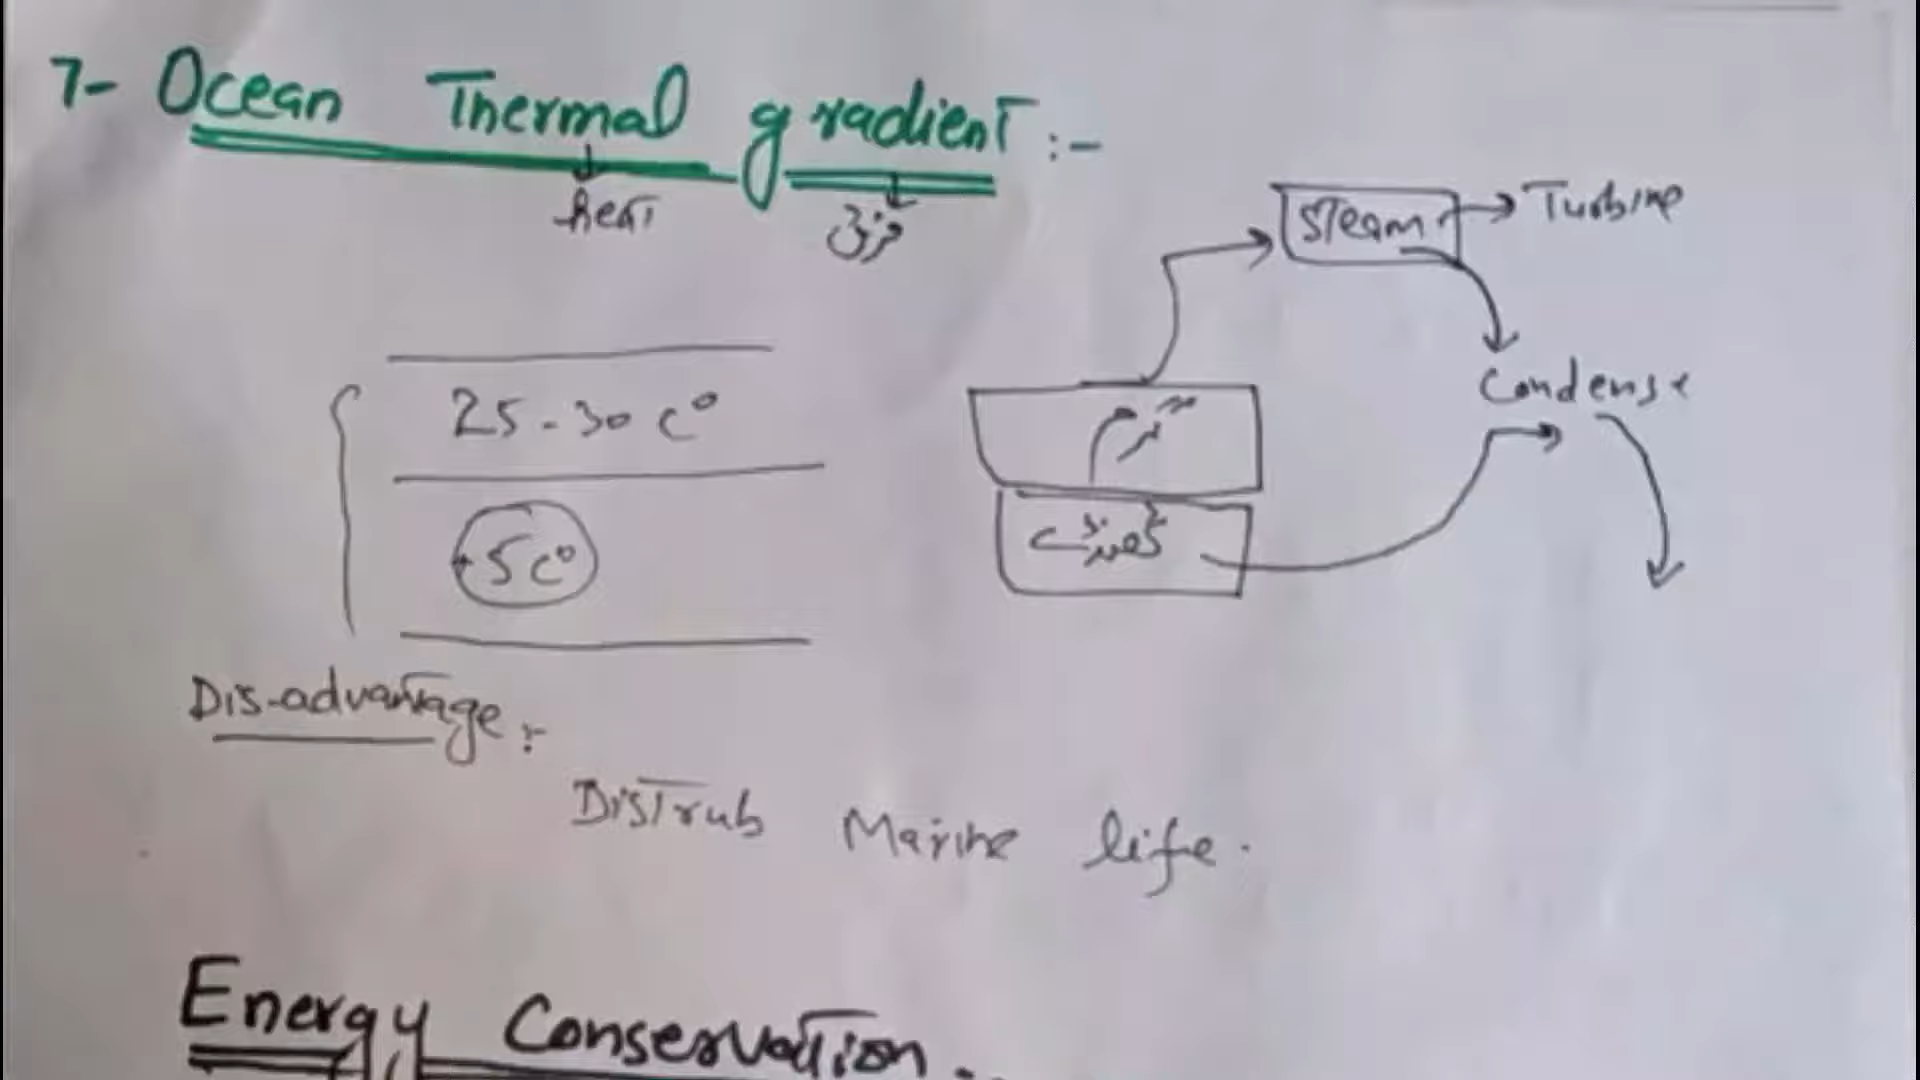 7- Ocean Thermal gradient :-
heat
فرق
Steam → Turbine
25-30 C°
گرم
Condense
5 C°
ٹھنڈے
Dis-advantage :-
Distrub Marine life.
Energy Conservation.